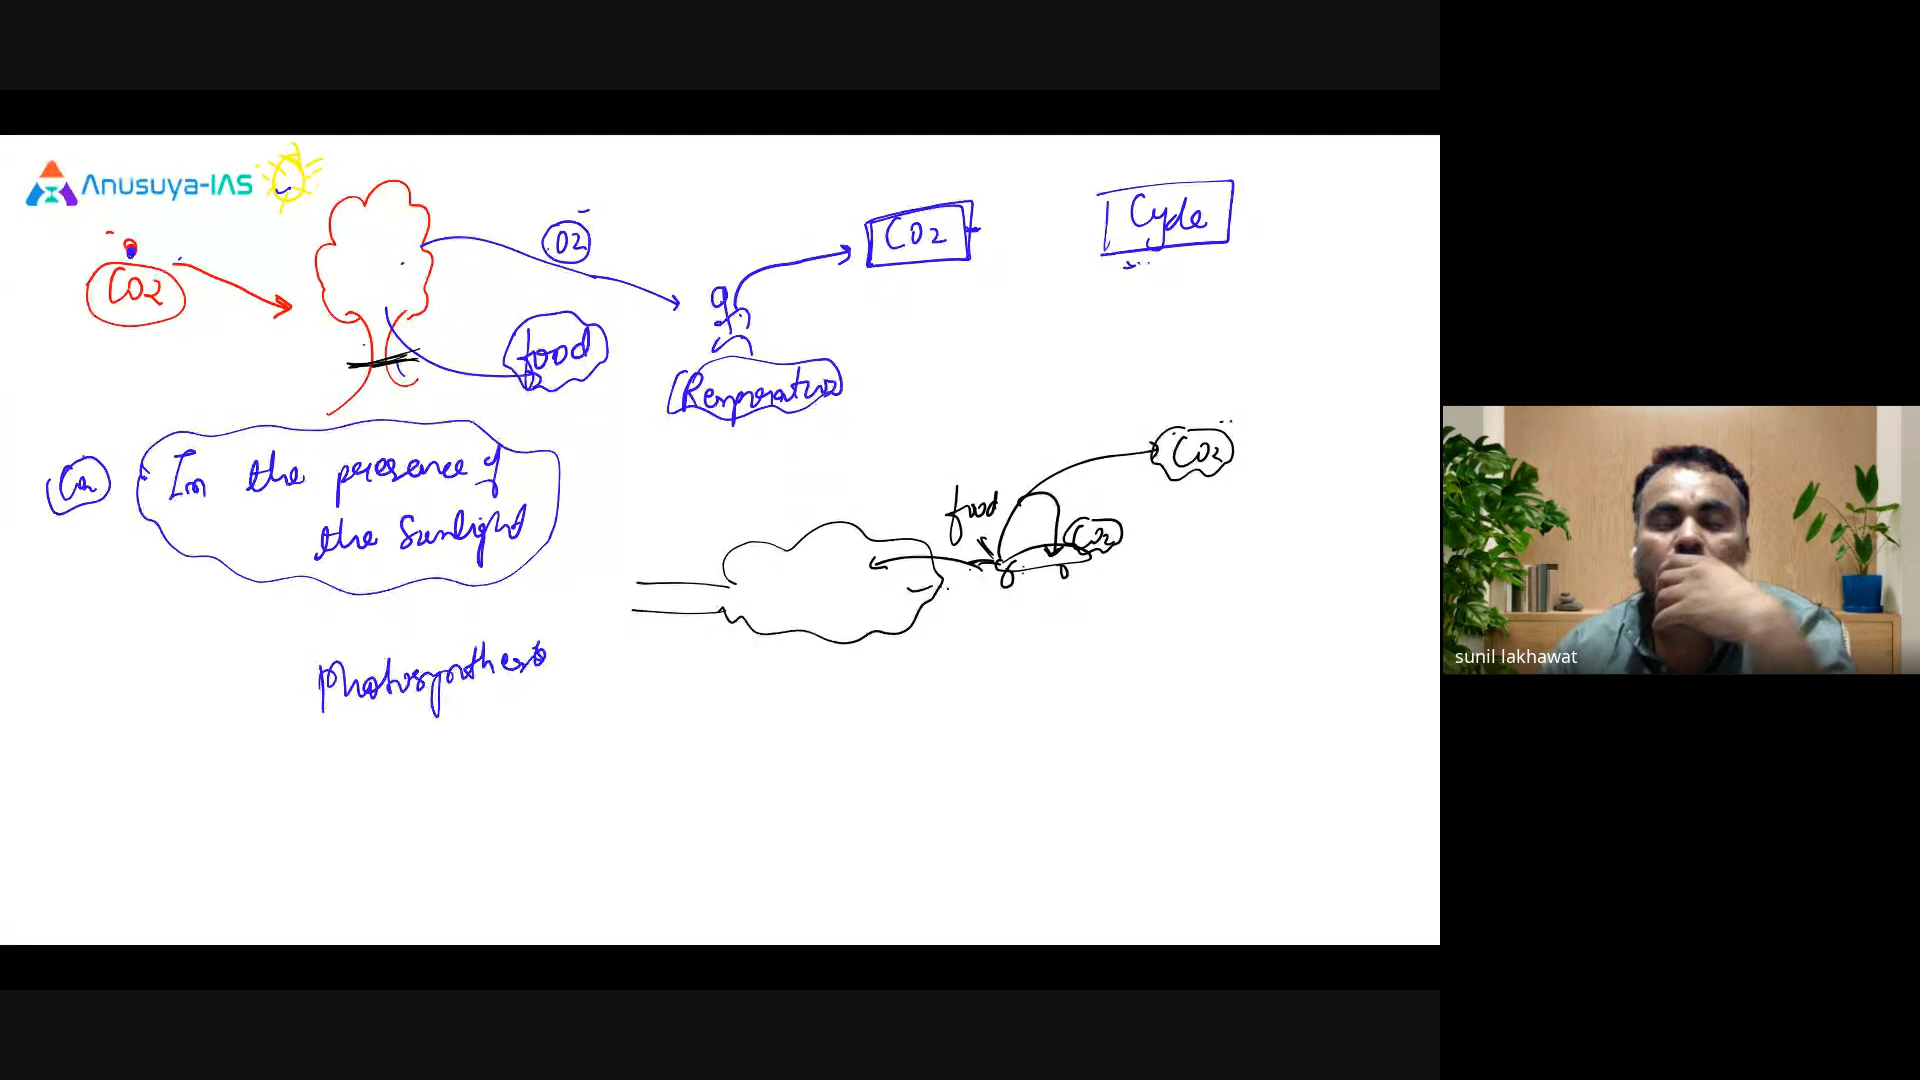 Anusuya-IAS
CO2
O2
CO2
Cycle
food
In the presence of
the Sunlight
food
CO2
CO2
Photosynthesis
sunil lakhawat